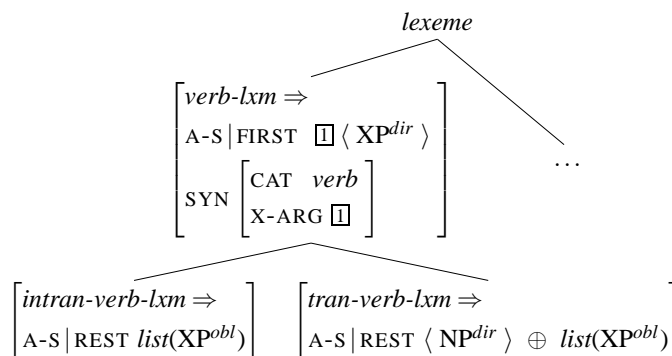 lexeme
verb-lxm ⇒
A-S|FIRST [1] ⟨ XP^dir ⟩
SYN [CAT verb
X-ARG [1]]
...
intran-verb-lxm ⇒
A-S|REST list(XP^obl)
tran-verb-lxm ⇒
A-S|REST ⟨ NP^dir ⟩ ⊕ list(XP^obl)